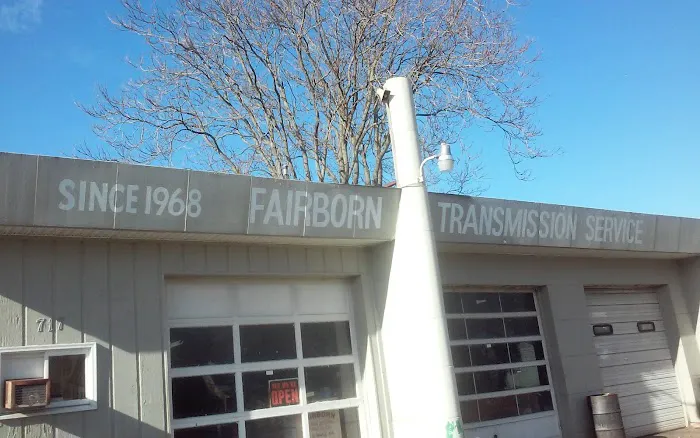 SINCE 1968 FAIRBORN TRANSMISSION SERVICE
717
OPEN